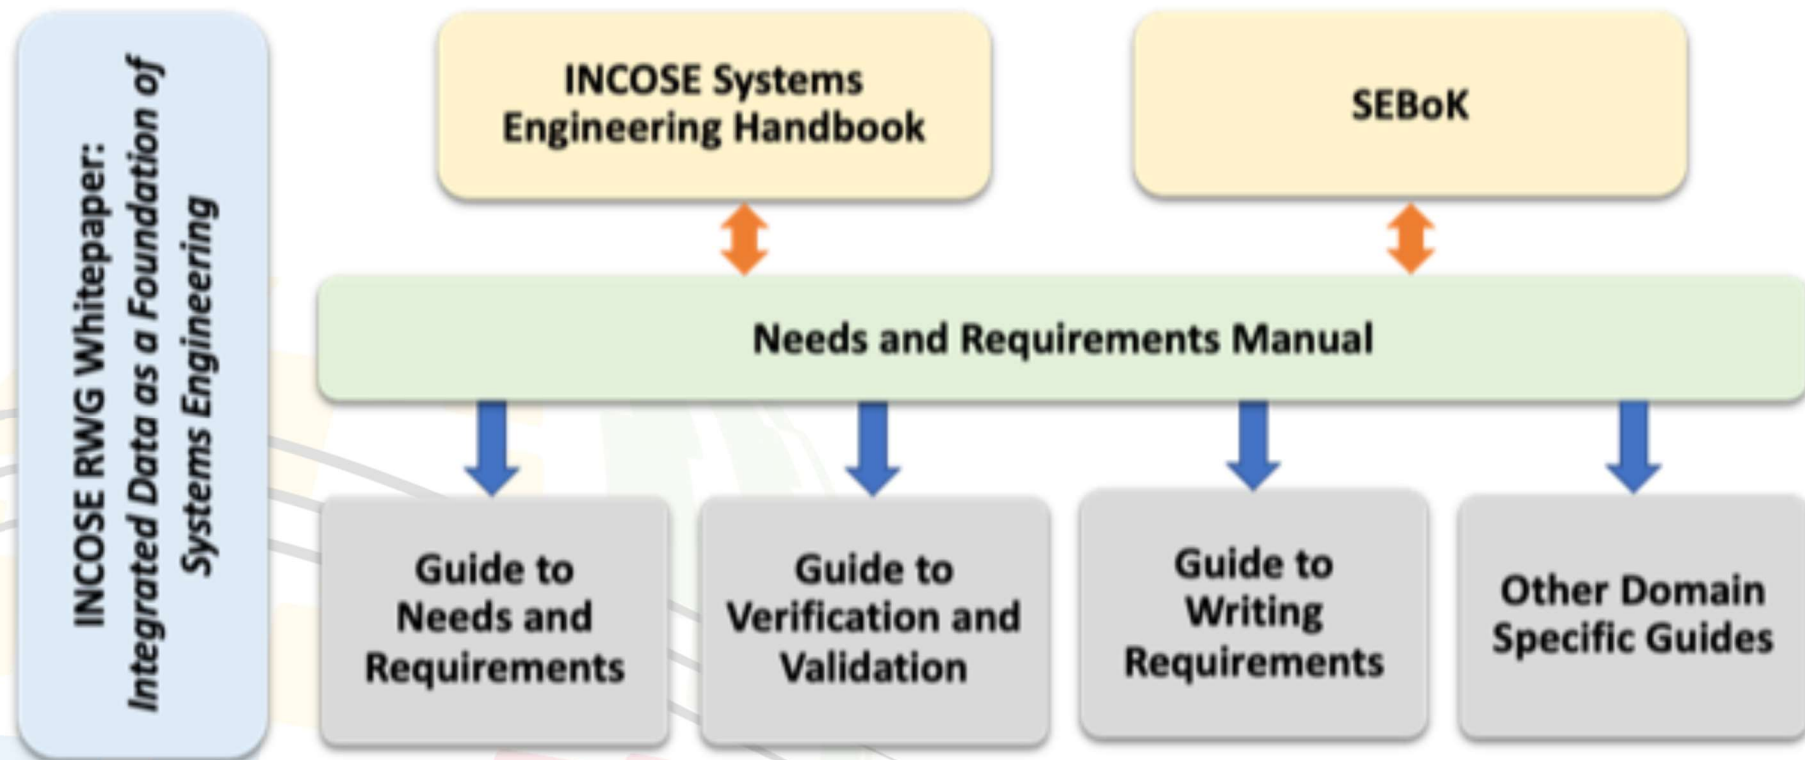 INCOSE RWG Whitepaper:
Integrated Data as a Foundation of
Systems Engineering
INCOSE Systems
Engineering Handbook
SEBoK
Needs and Requirements Manual
Guide to
Needs and
Requirements
Guide to
Verification and
Validation
Guide to
Writing
Requirements
Other Domain
Specific Guides